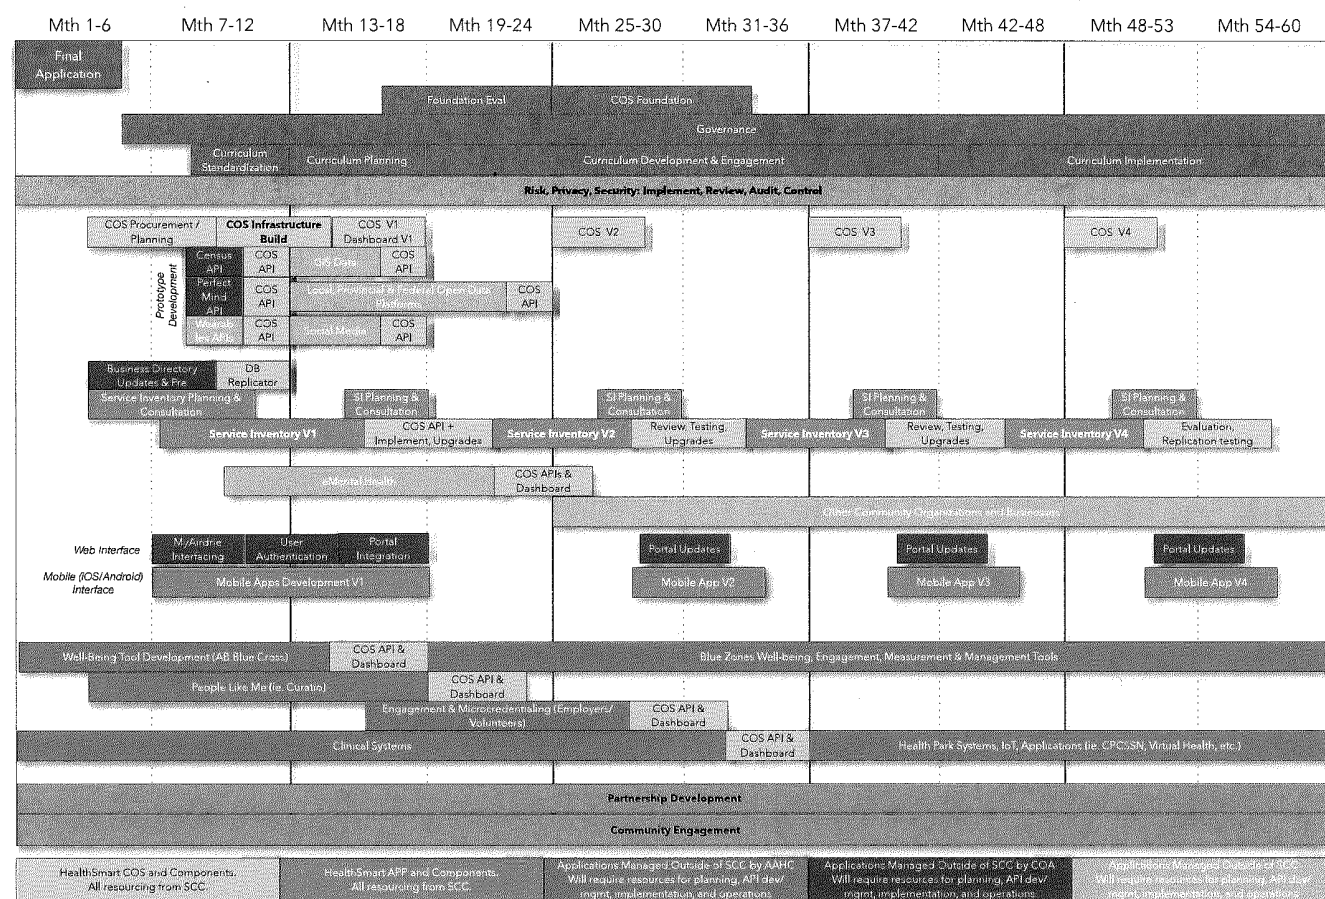 Mth 1-6 Mth 7-12 Mth 13-18 Mth 19-24 Mth 25-30 Mth 31-36 Mth 37-42 Mth 42-48 Mth 48-53 Mth 54-60
Final
Application
Foundation Eval COS Foundation
Governance
Curriculum
Standardization
Curriculum Planning
Curriculum Development & Engagement
Curriculum Implementation
Risk, Privacy, Security: Implement, Review, Audit, Control
COS Procurement /
Planning
COS Infrastructure
Build
COS V1
Dashboard V1
COS V2
COS V3
COS V4
Prototype
Development
Census
API
COS
API
GIS Data
COS
API
Perfect
Mind
API
COS
API
Local, Provincial & Federal Open Data
Platforms
COS
API
Wearab
les APIs
COS
API
Social Media
COS
API
Business Directory
Updates & Pre
DB
Replicator
Service Inventory Planning &
Consultation
SI Planning &
Consultation
SI Planning &
Consultation
SI Planning &
Consultation
SI Planning &
Consultation
Service Inventory V1
COS API +
Implement, Upgrades
Service Inventory V2
Review, Testing,
Upgrades
Service Inventory V3
Review, Testing,
Upgrades
Service Inventory V4
Evaluation,
Replication testing
eMental Health
COS APIs &
Dashboard
Other Community Organizations and Businesses
Web Interface
MyAirdrie
Interfacing
User
Authentication
Portal
Integration
Portal Updates
Portal Updates
Portal Updates
Mobile (iOS/Android)
Interface
Mobile Apps Development V1
Mobile App V2
Mobile App V3
Mobile App V4
Well-Being Tool Development (AB Blue Cross)
COS API &
Dashboard
Blue Zones Well-being, Engagement, Measurement & Management Tools
People Like Me (ie. Curatio)
COS API &
Dashboard
Engagement & Microcredentialing (Employers/
Volunteers)
COS API &
Dashboard
Clinical Systems
COS API &
Dashboard
Health Park Systems, IoT, Applications (ie. CPCSSN, Virtual Health, etc.)
Partnership Development
Community Engagement
HealthSmart COS and Components.
All resourcing from SCC.
HealthSmart APP and Components.
All resourcing from SCC.
Applications Managed Outside of SCC by AAHC
Will require resources for planning, API dev/
mgmt, implementation, and operations
Applications Managed Outside of SCC by COA
Will require resources for planning, API dev/
mgmt, implementation, and operations
Applications Managed Outside of SCC
Will require resources for planning, API dev/
mgmt, implementation, and operations